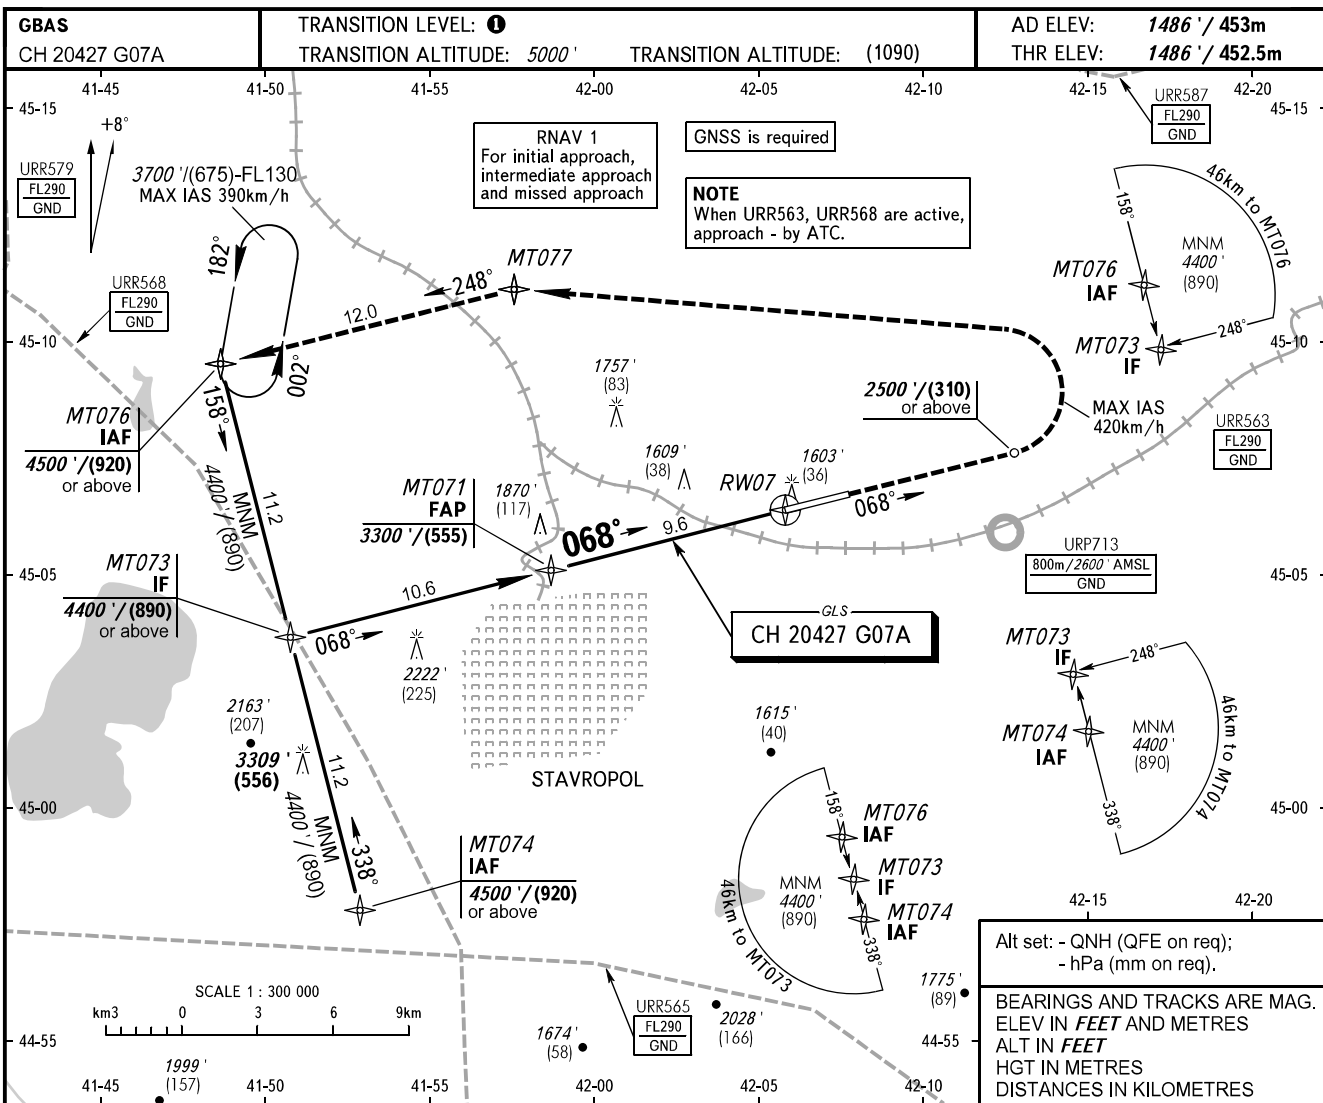 GBAS
CH 20427 G07A
TRANSITION LEVEL: 1
TRANSITION ALTITUDE: 5000 ' TRANSITION ALTITUDE: (1090)
AD ELEV: 1486 '/ 453m
THR ELEV: 1486 '/ 452.5m
41-45 41-50 41-55 42-00 42-05 42-10 42-15 42-20
45-15 45-15
+8°
URR579
FL290
GND
3700 '/(675)-FL130
MAX IAS 390km/h
RNAV 1
For initial approach,
intermediate approach
and missed approach
GNSS is required
NOTE
When URR563, URR568 are active,
approach - by ATC.
URR587
FL290
GND
46km to MT076
158°
MNM
4400 '
(890)
MT076
IAF
248°
MT073
IF
182°
002°
URR568
FL290
GND
MT077
248°
12.0
45-10 45-10
1757 '
(83)
2500 '/(310)
or above
MAX IAS
420km/h
URR563
FL290
GND
MT076
IAF
4500 '/(920)
or above
158°
MNM
4400 '/ (890)
11.2
MT071
FAP
3300 '/(555)
1870 '
(117)
1609 '
(38)
RW07
1603 '
(36)
068°
068°
9.6
MT073
IF
4400 '/(890)
or above
10.6
068°
45-05 45-05
URP713
800m/2600 ' AMSL
GND
GLS
CH 20427 G07A
2222 '
(225)
2163 '
(207)
3309 '
(556)
11.2
MNM
4400 '/ (890)
338°
STAVROPOL
1615 '
(40)
MT073
IF
248°
MT074
IAF
MNM
4400 '
(890)
338°
46km to MT074
45-00 45-00
MT074
IAF
4500 '/(920)
or above
158°
MT076
IAF
MT073
IF
MT074
IAF
MNM
4400 '
(890)
338°
46km to MT073
42-15 42-20
1775 '
(89)
SCALE 1 : 300 000
km3 0 3 6 9km
URR565
FL290
GND
2028 '
(166)
1674 '
(58)
44-55 44-55
1999 '
(157)
41-45 41-50 41-55 42-00 42-05 42-10
Alt set: - QNH (QFE on req);
- hPa (mm on req).
BEARINGS AND TRACKS ARE MAG.
ELEV IN FEET AND METRES
ALT IN FEET
HGT IN METRES
DISTANCES IN KILOMETRES